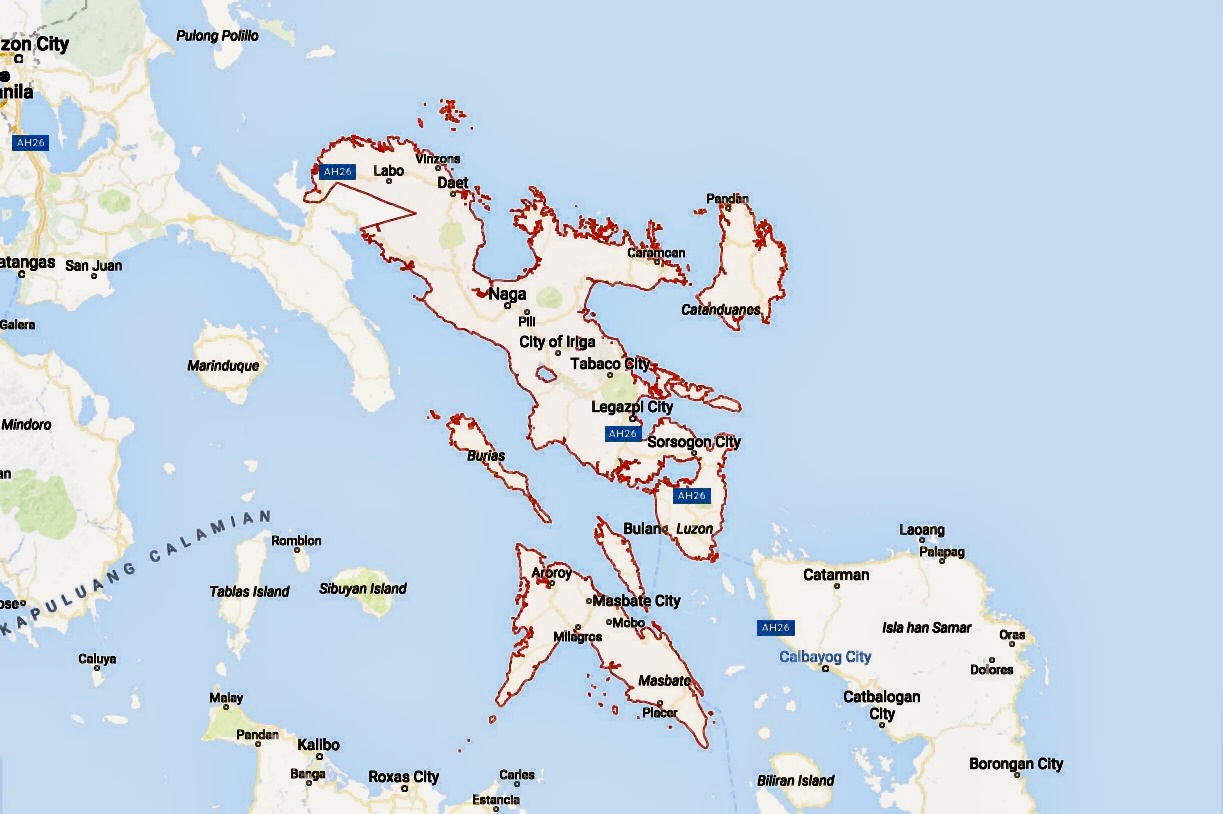 Pulong Polillo
zon City
anila
AH26
Vinzons
AH26
Labo
Daet
Pandan
Caramoan
atangas
San Juan
Naga
Catanduanes
Pili
Galera
City of Iriga
Marinduque
Tabaco City
Legazpi City
Mindoro
AH26
Sorsogon City
Burias
an
AH26
Bulan
Luzon
KAPULUANG CALAMIAN
Laoang
Romblon
Palapag
Aroroy
Catarman
Tablas Island
Sibuyan Island
Masbate City
ose
Mobo
AH26
Isla han Samar
Milagros
Oras
Caluya
Calbayog City
Dolores
Masbate
Malay
Catbalogan
City
Placer
Pandan
Kalibo
Banga
Roxas City
Carles
Borongan City
Biliran Island
Estancia